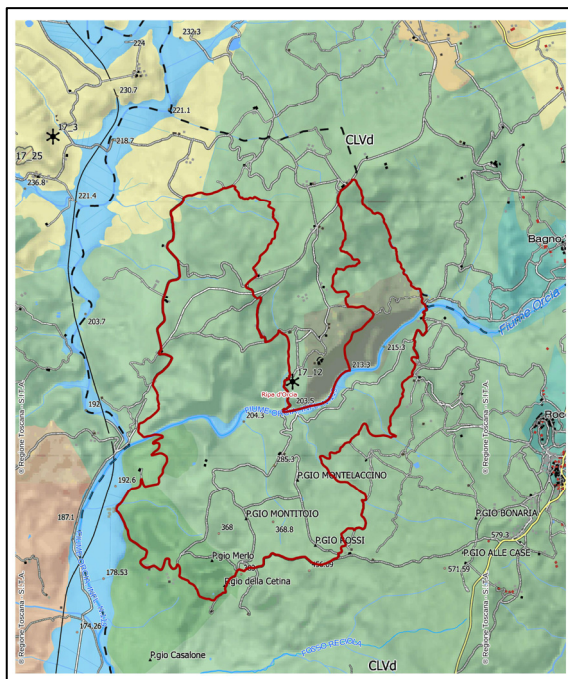 232.3
224
230.7
221.1
17_3
218.7
CLVd
17_25
236.8
221.4
Bagno
Fiume Orcia
203.7
215.3
213.3
17_12
Ripa d'Orcia
203.5
192
204.3
Roc
285.3
P.GIO MONTELACCINO
192.6
P.GIO BONARIA
187.1
P.GIO MONTITOIO
368
368.8
579.3
P.GIO ROSSI
P.gio Merlo
P.GIO ALLE CASE
571.59
178.53
P.gio della Cetina
174.26
P.gio Casalone
CLVd
© Regione Toscana - S.I.T.A.
© Regione Toscana - S.I.T.A.
© Regione Toscana - S.I.T.A.
© Regione Toscana - S.I.T.A.